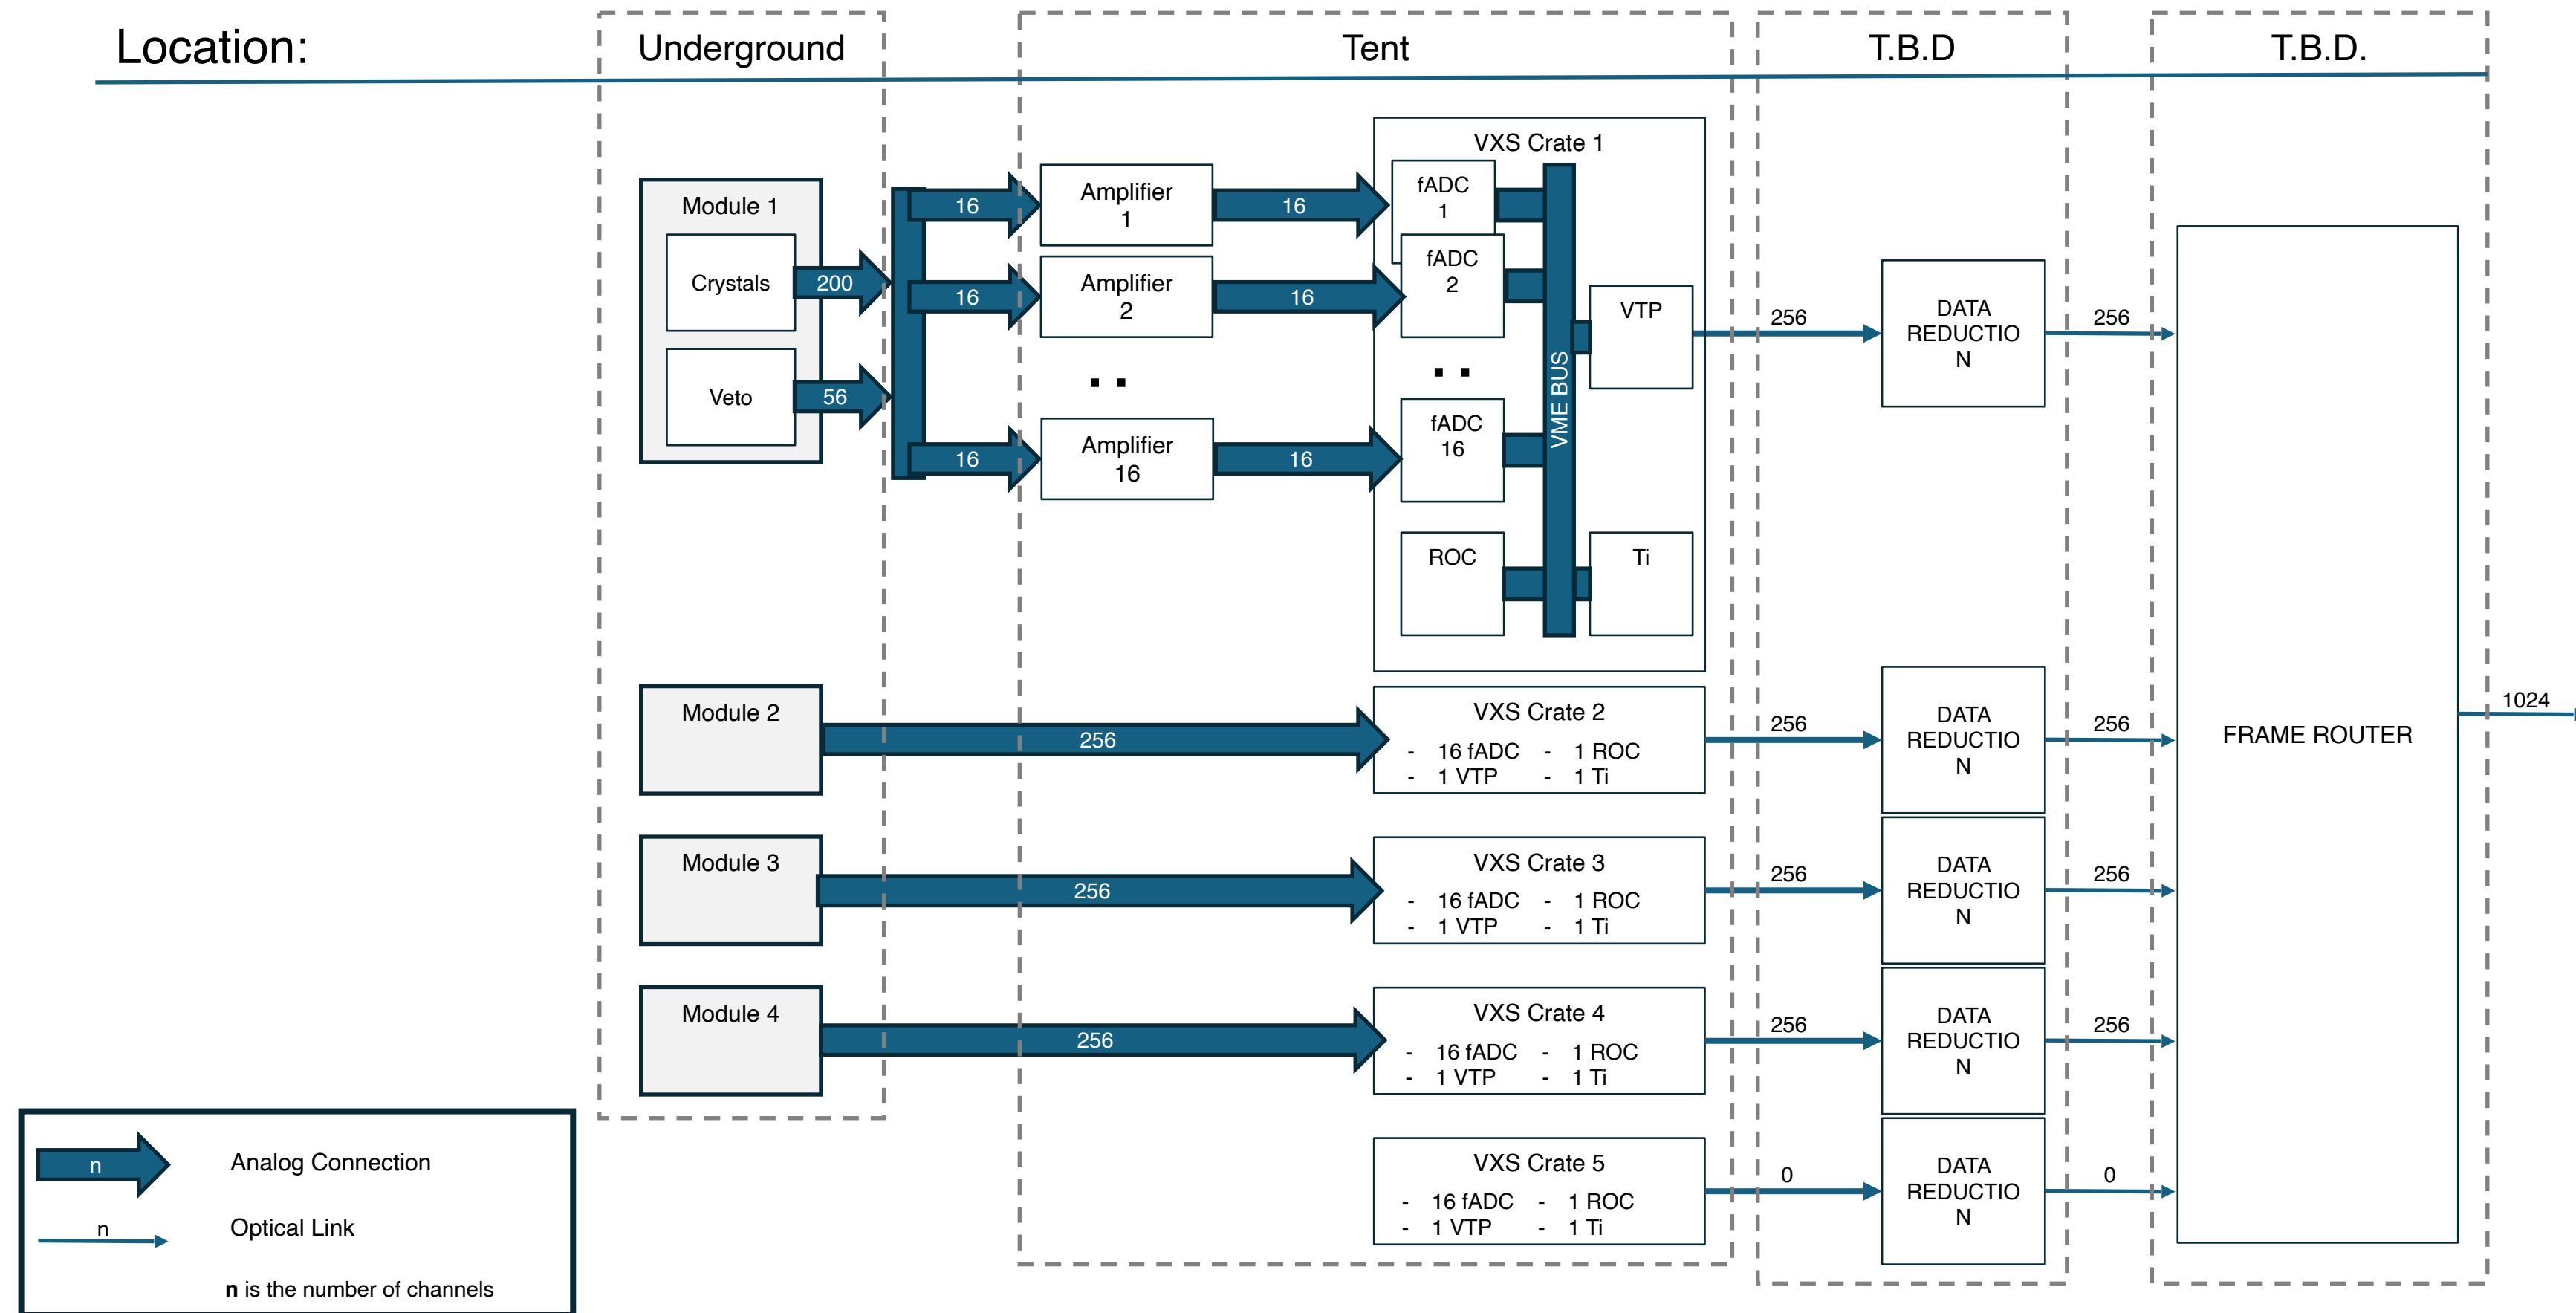 Location:
Underground
Tent
T.B.D
T.B.D.
Module 1
Crystals
200
Veto
56
16
Amplifier
1
16
16
Amplifier
2
16
. .
16
Amplifier
16
16
VXS Crate 1
fADC
1
fADC
2
. .
fADC
16
VME BUS
VTP
ROC
Ti
256
DATA
REDUCTIO
N
256
Module 2
256
VXS Crate 2
- 16 fADC - 1 ROC
- 1 VTP - 1 Ti
256
DATA
REDUCTIO
N
256
FRAME ROUTER
1024
Module 3
256
VXS Crate 3
- 16 fADC - 1 ROC
- 1 VTP - 1 Ti
256
DATA
REDUCTIO
N
256
Module 4
256
VXS Crate 4
- 16 fADC - 1 ROC
- 1 VTP - 1 Ti
256
DATA
REDUCTIO
N
256
VXS Crate 5
- 16 fADC - 1 ROC
- 1 VTP - 1 Ti
0
DATA
REDUCTIO
N
0
n
Analog Connection
n
Optical Link
n is the number of channels